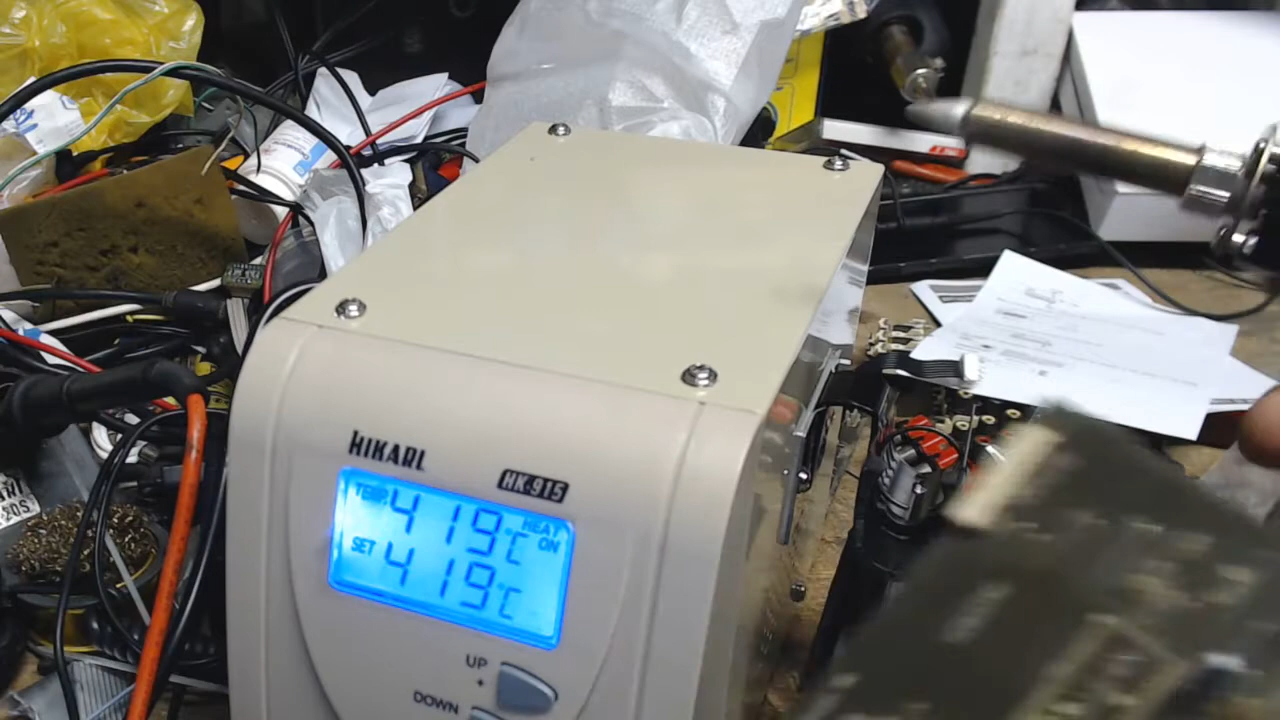 HIKARI
HK-915
TEMP. 419°C HEAT ON
SET 419°C
UP
+
DOWN